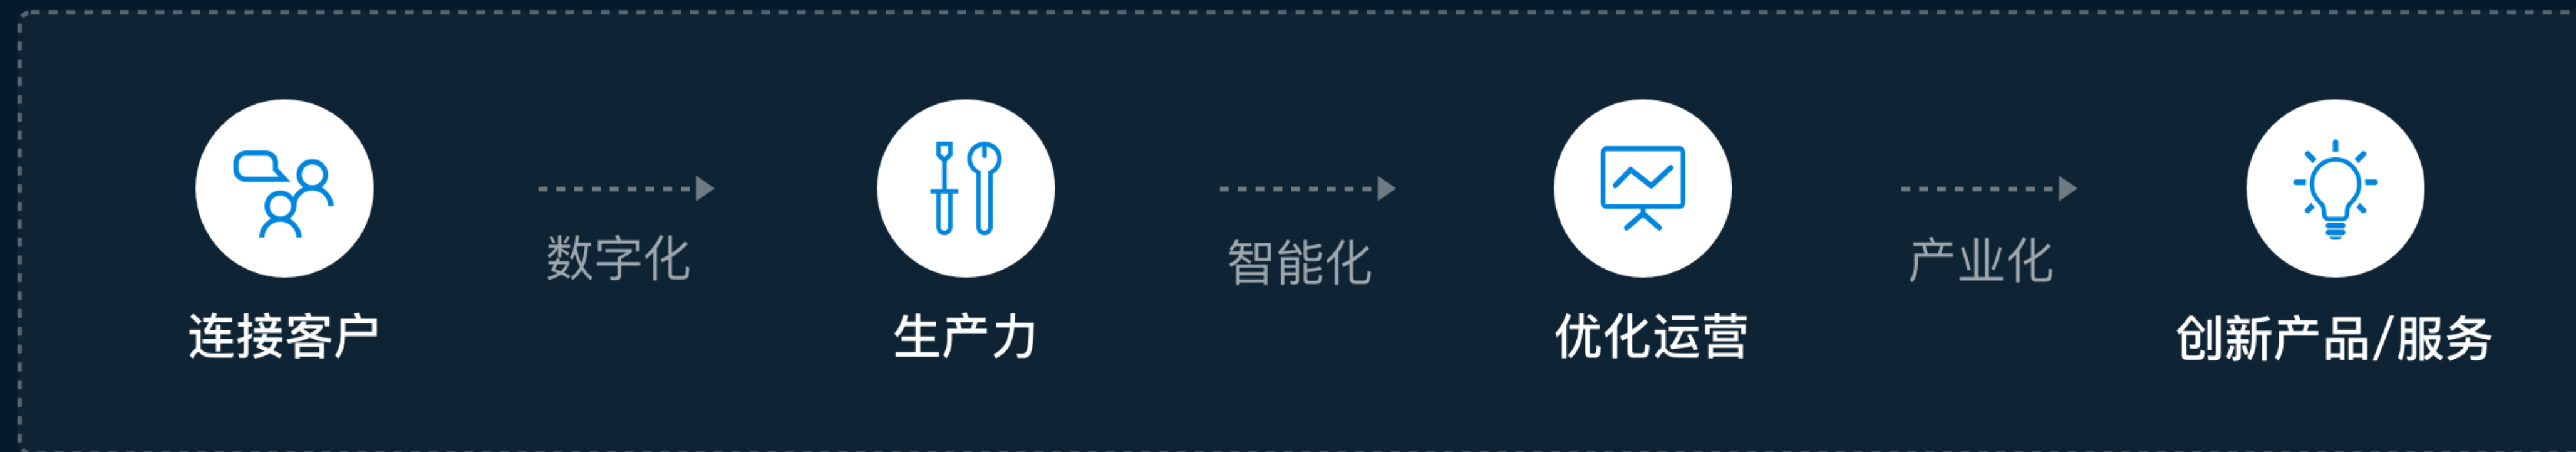 数字化
智能化
产业化
连接客户
生产力
优化运营
创新产品/服务